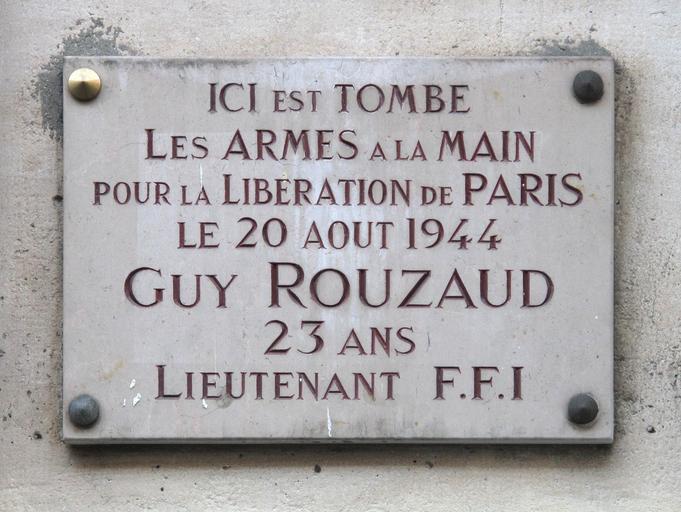 ICI EST TOMBE
LES ARMES A LA MAIN
POUR LA LIBÉRATION DE PARIS
LE 20 AOUT 1944
GUY ROUZAUD
23 ANS
LIEUTENANT F.F.I